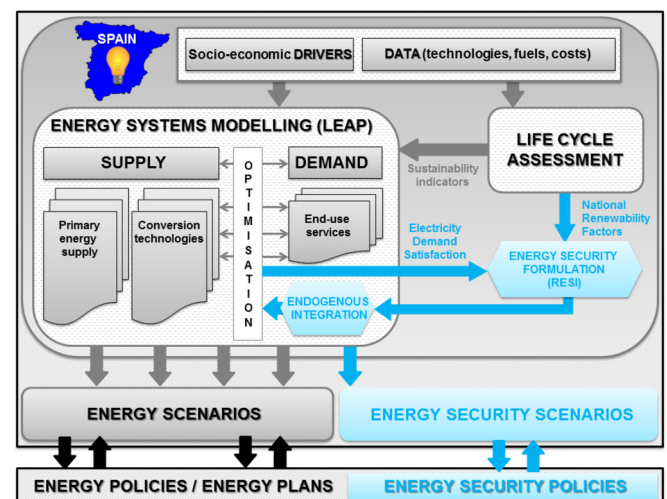 SPAIN
Socio-economic DRIVERS
DATA (technologies, fuels, costs)
ENERGY SYSTEMS MODELLING (LEAP)
LIFE CYCLE
ASSESSMENT
SUPPLY
OPTIMISATION
DEMAND
Sustainability
indicators
Primary
energy
supply
Conversion
technologies
End-use
services
National
Renewability
Factors
Electricity
Demand
Satisfaction
ENERGY SECURITY
FORMULATION
(RESI)
ENDOGENOUS
INTEGRATION
ENERGY SCENARIOS
ENERGY SECURITY SCENARIOS
ENERGY POLICIES / ENERGY PLANS
ENERGY SECURITY POLICIES